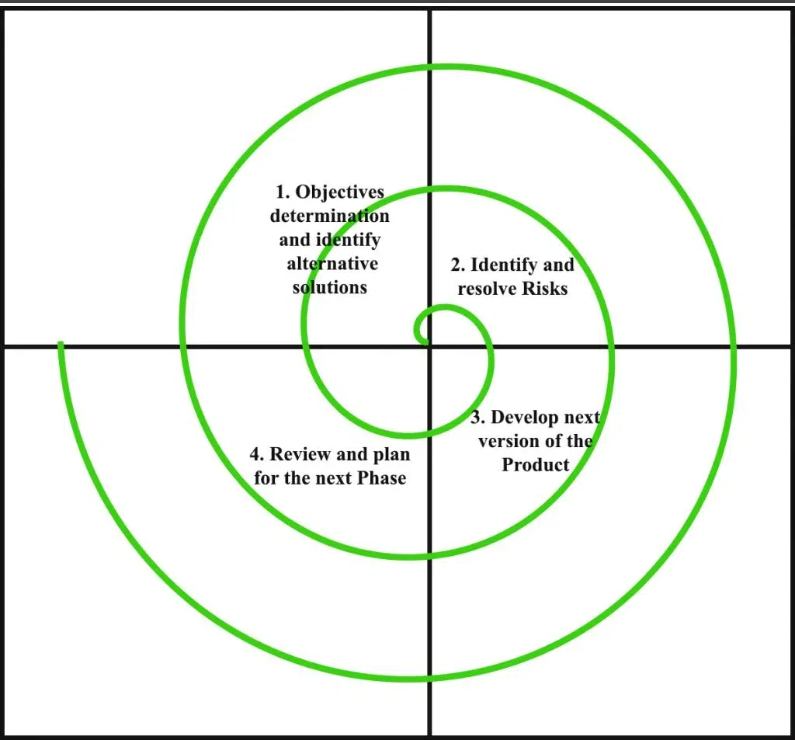 1. Objectives
determination
and identify
alternative
solutions
2. Identify and
resolve Risks
3. Develop next
version of the
Product
4. Review and plan
for the next Phase